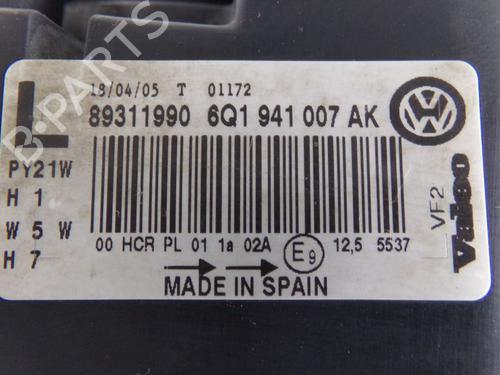 B-PARTS
18/04/05 T 01172
L
89311990 6Q1 941 007 AK
PY21W
H 1
W 5 W
H 7
00 HCR PL 01 1a 02A E9 12,5 5537
MADE IN SPAIN
VF2
Valeo